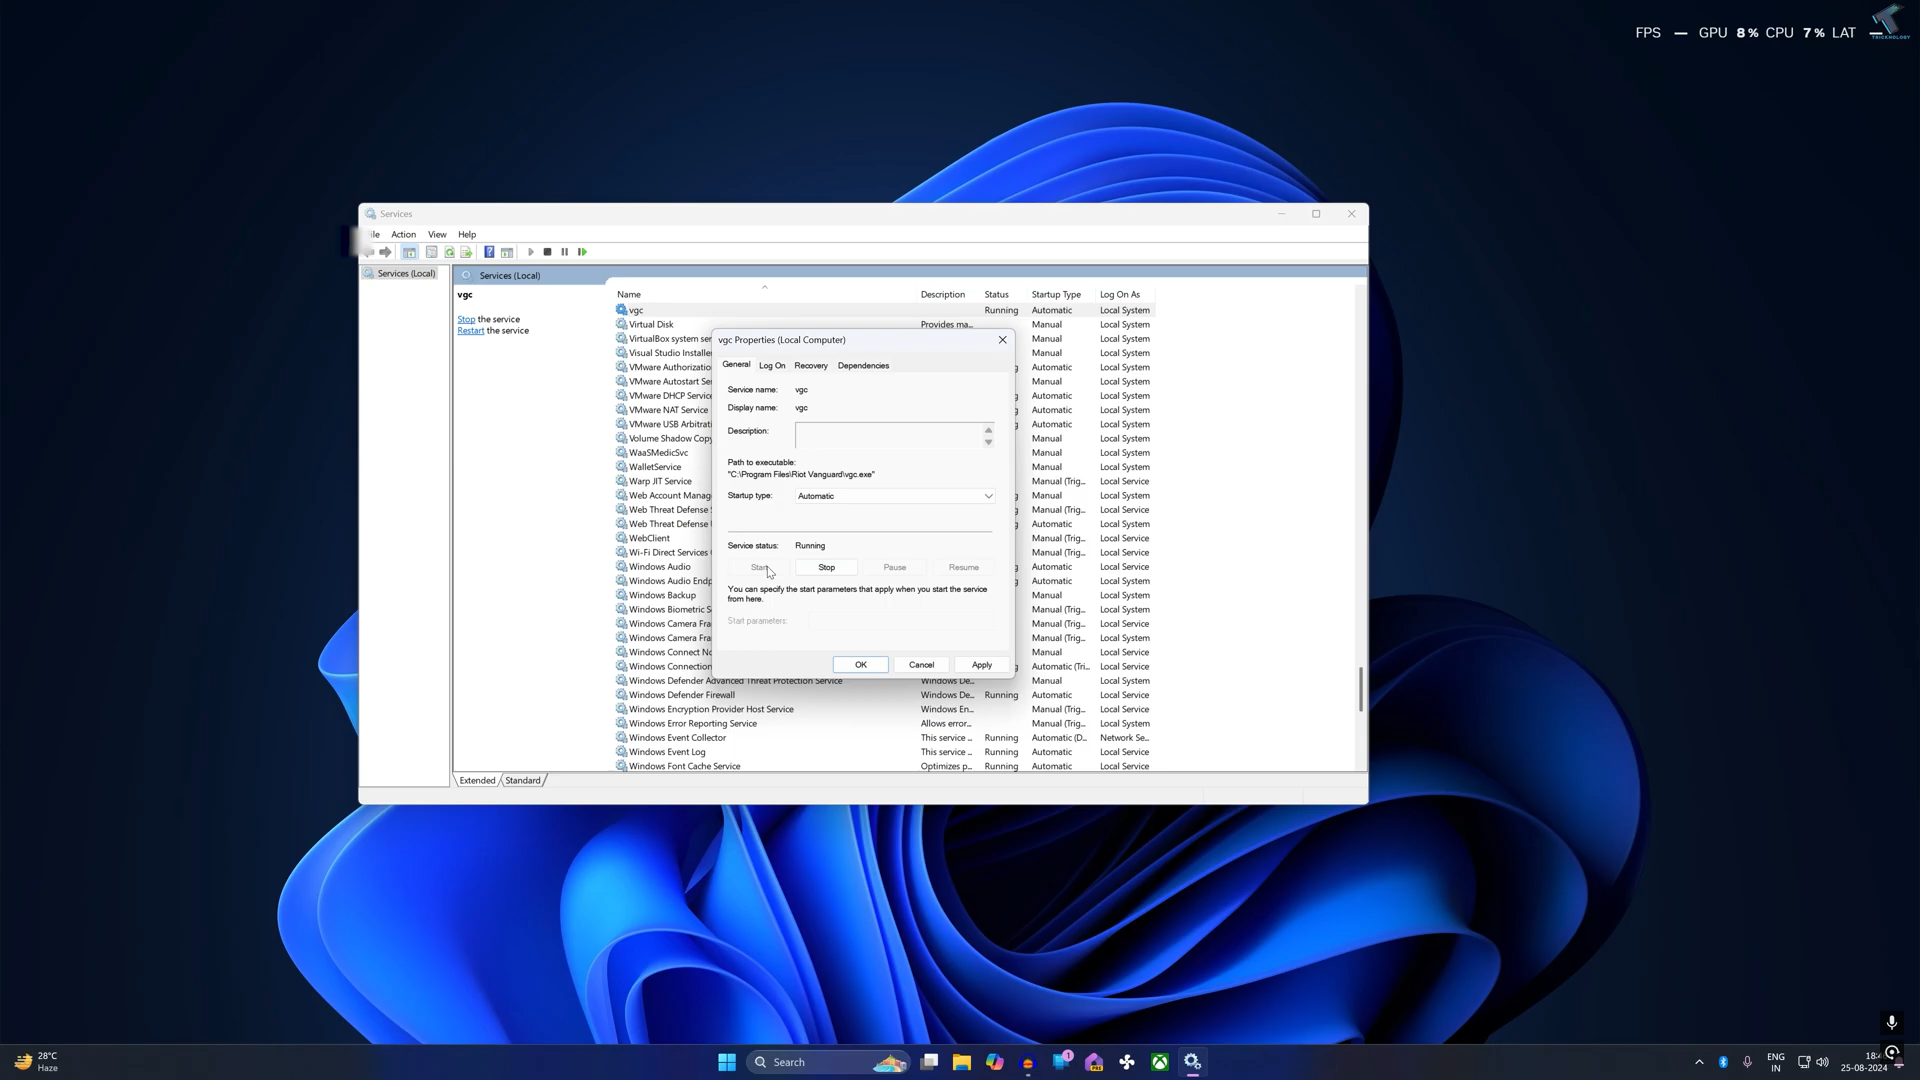 FPS — GPU 8% CPU 7% LAT —
TRICKNOLOGY
Services
Action View Help
Services (Local)
Services (Local)
vgc
Stop the service
Restart the service
Name Description Status Startup Type Log On As
vgc Running Automatic Local System
Virtual Disk Provides ma... Manual Local System
VirtualBox system ser Manual Local System
Visual Studio Installe Manual Local System
VMware Authorizatio Automatic Local System
VMware Autostart Se Manual Local System
VMware DHCP Service Automatic Local System
VMware NAT Service Automatic Local System
VMware USB Arbitrati Automatic Local System
Volume Shadow Copy Manual Local System
WaaSMedicSvc Manual Local System
WalletService Manual Local System
Warp JIT Service Manual (Trig... Local Service
Web Account Manag Manual Local System
Web Threat Defense Manual (Trig... Local Service
Web Threat Defense Automatic Local System
WebClient Manual (Trig... Local Service
Wi-Fi Direct Services Manual (Trig... Local Service
Windows Audio Automatic Local Service
Windows Audio Endp Automatic Local System
Windows Backup Manual Local System
Windows Biometric S Manual (Trig... Local System
Windows Camera Fra Manual (Trig... Local Service
Windows Camera Fra Manual (Trig... Local System
Windows Connect No Manual Local Service
Windows Connection Automatic (Tri... Local Service
Windows Defender Advanced Threat Protection Service Windows De... Manual Local System
Windows Defender Firewall Windows De... Running Automatic Local Service
Windows Encryption Provider Host Service Windows En... Manual (Trig... Local Service
Windows Error Reporting Service Allows error... Manual (Trig... Local System
Windows Event Collector This service ... Running Automatic (D... Network Se...
Windows Event Log This service ... Running Automatic Local Service
Windows Font Cache Service Optimizes p... Running Automatic Local Service
Extended Standard
vgc Properties (Local Computer)
General Log On Recovery Dependencies
Service name: vgc
Display name: vgc
Description:
Path to executable:
"C:\Program Files\Riot Vanguard\vgc.exe"
Startup type: Automatic
Service status: Running
Start Stop Pause Resume
You can specify the start parameters that apply when you start the service
from here.
Start parameters:
OK Cancel Apply
28°C
Haze
Search
1
PRE
ENG
IN
25-08-2024